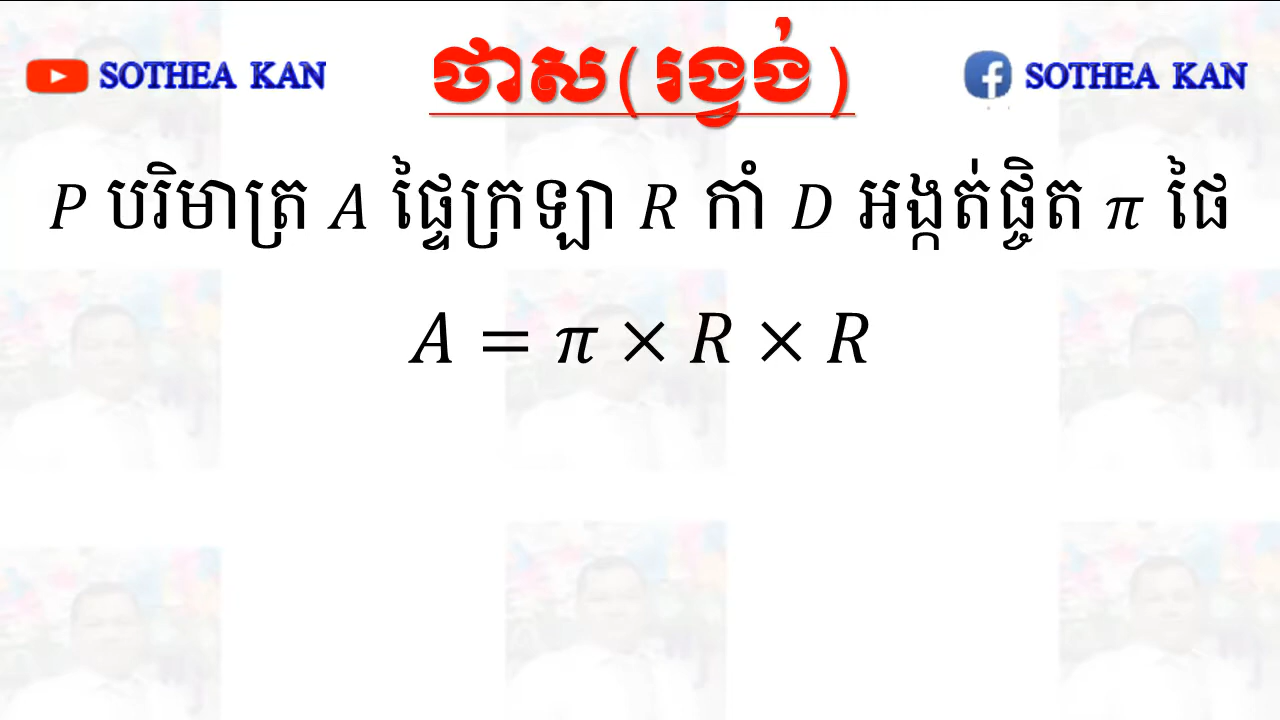 SOTHEA KAN
ថាស(រង្វង់)
SOTHEA KAN
P បរិមាត្រ A ផ្ទៃក្រឡា R កាំ D អង្កត់ផ្ចិត π ផៃ
A = π × R × R